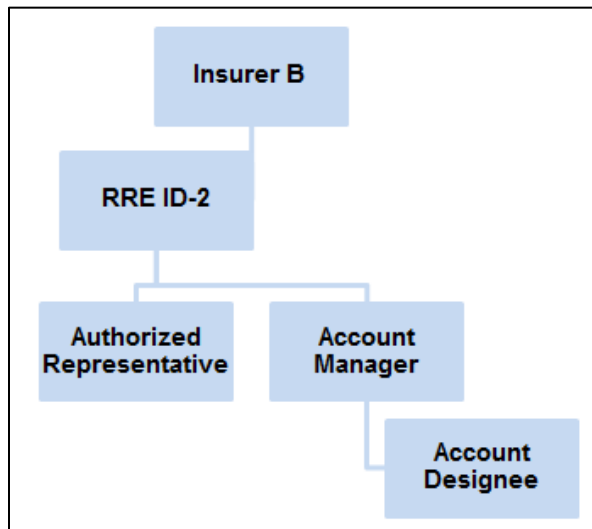 Insurer B
RRE ID-2
Authorized
Representative
Account
Manager
Account
Designee